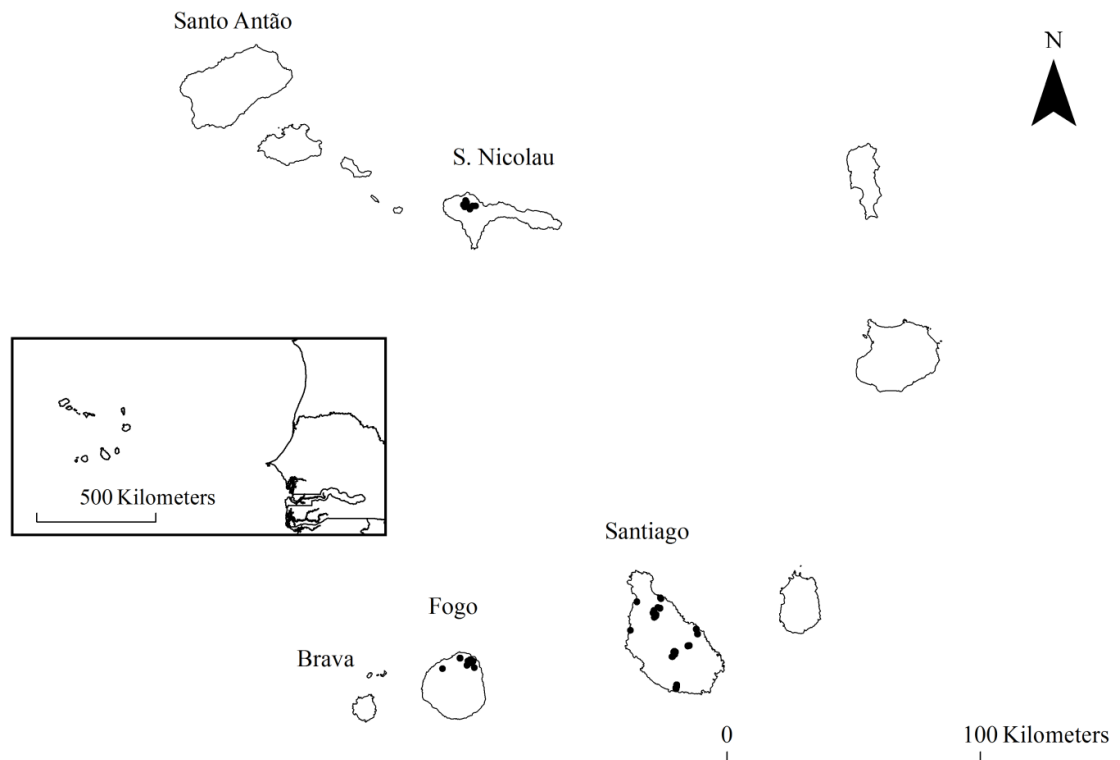 Santo Antão
N
S. Nicolau
500 Kilometers
Santiago
Fogo
Brava
0
100 Kilometers